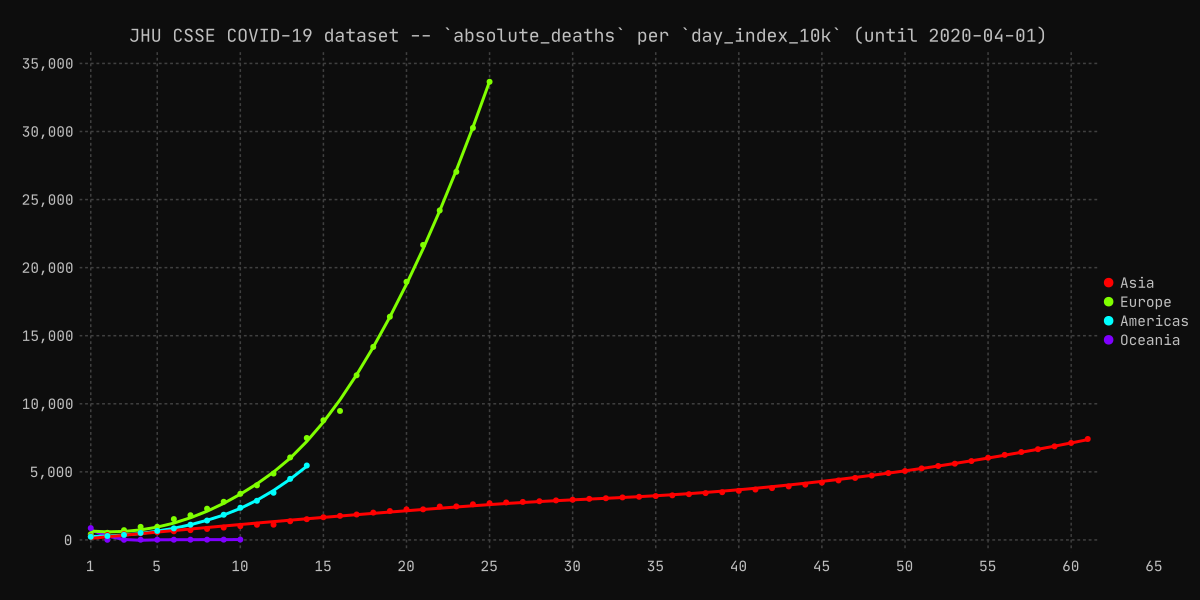 JHU CSSE COVID-19 dataset -- `absolute_deaths` per `day_index_10k` (until 2020-04-01)
35,000
30,000
25,000
20,000
15,000
10,000
5,000
0
1 5 10 15 20 25 30 35 40 45 50 55 60 65
Asia
Europe
Americas
Oceania